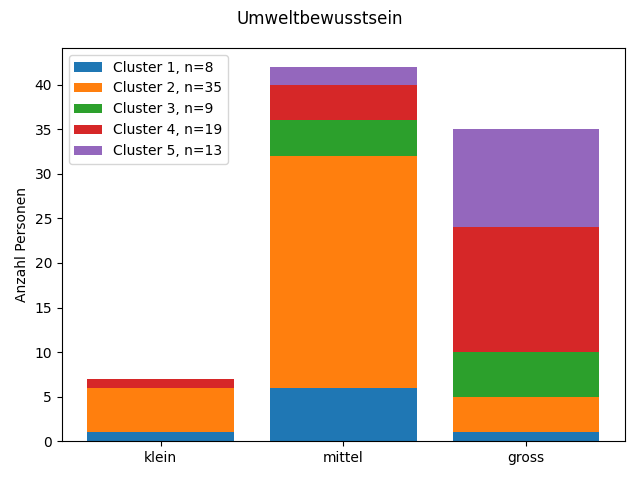 Umweltbewusstsein
Cluster 1, n=8
Cluster 2, n=35
Cluster 3, n=9
Cluster 4, n=19
Cluster 5, n=13
Anzahl Personen
40
35
30
25
20
15
10
5
0
klein mittel gross